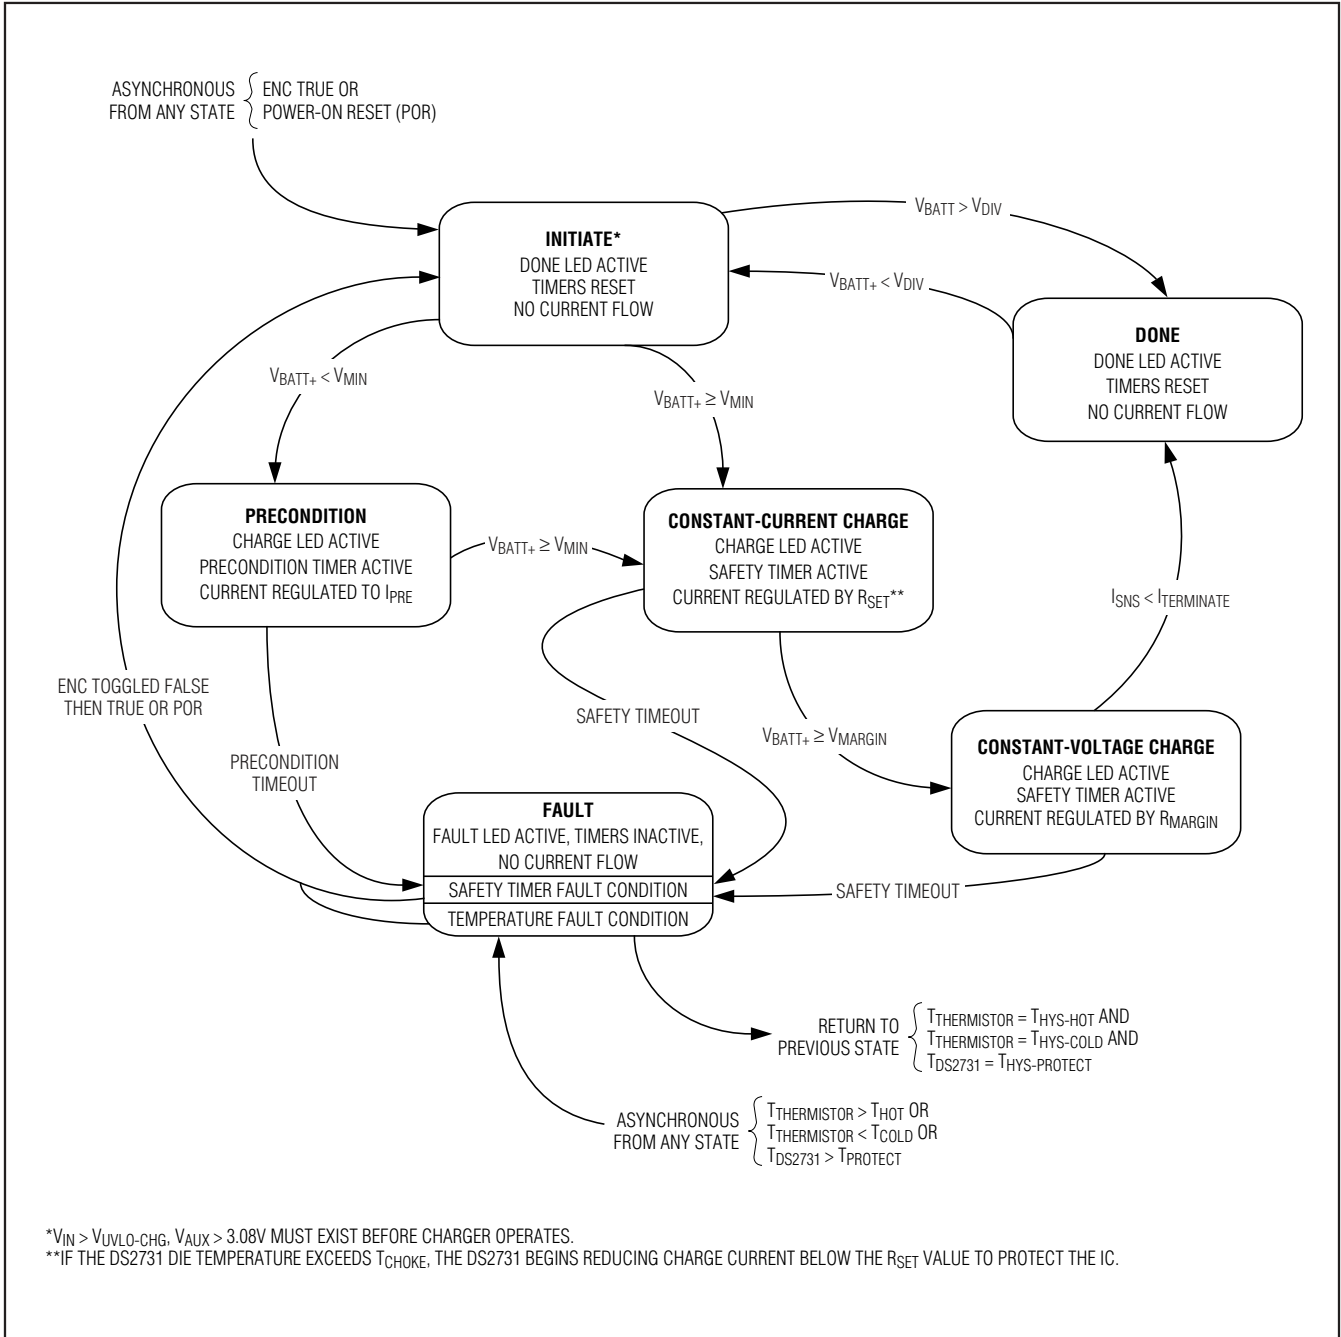 ASYNCHRONOUS
FROM ANY STATE
ENC TRUE OR
POWER-ON RESET (POR)
INITIATE*
DONE LED ACTIVE
TIMERS RESET
NO CURRENT FLOW
VBATT > VDIV
VBATT+ < VDIV
DONE
DONE LED ACTIVE
TIMERS RESET
NO CURRENT FLOW
VBATT+ < VMIN
VBATT+ ≥ VMIN
PRECONDITION
CHARGE LED ACTIVE
PRECONDITION TIMER ACTIVE
CURRENT REGULATED TO IPRE
VBATT+ ≥ VMIN
CONSTANT-CURRENT CHARGE
CHARGE LED ACTIVE
SAFETY TIMER ACTIVE
CURRENT REGULATED BY RSET**
ISNS < ITERMINATE
ENC TOGGLED FALSE
THEN TRUE OR POR
SAFETY TIMEOUT
VBATT+ ≥ VMARGIN
PRECONDITION
TIMEOUT
CONSTANT-VOLTAGE CHARGE
CHARGE LED ACTIVE
SAFETY TIMER ACTIVE
CURRENT REGULATED BY RMARGIN
FAULT
FAULT LED ACTIVE, TIMERS INACTIVE,
NO CURRENT FLOW
SAFETY TIMER FAULT CONDITION
TEMPERATURE FAULT CONDITION
SAFETY TIMEOUT
RETURN TO
PREVIOUS STATE
TTHERMISTOR = THYS-HOT AND
TTHERMISTOR = THYS-COLD AND
TDS2731 = THYS-PROTECT
ASYNCHRONOUS
FROM ANY STATE
TTHERMISTOR > THOT OR
TTHERMISTOR < TCOLD OR
TDS2731 > TPROTECT
*VIN > VUVLO-CHG, VAUX > 3.08V MUST EXIST BEFORE CHARGER OPERATES.
**IF THE DS2731 DIE TEMPERATURE EXCEEDS TCHOKE, THE DS2731 BEGINS REDUCING CHARGE CURRENT BELOW THE RSET VALUE TO PROTECT THE IC.